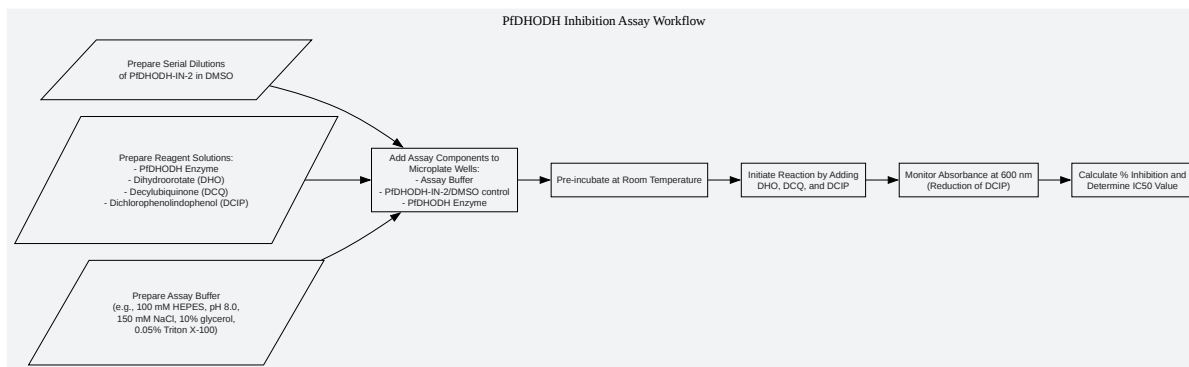 PfDHODH Inhibition Assay Workflow
Prepare Serial Dilutions
of PfDHODH-IN-2 in DMSO
Prepare Reagent Solutions:
- PfDHODH Enzyme
- Dihydroorotate (DHO)
- Decylubiquinone (DCQ)
- Dichlorophenolindophenol (DCIP)
Prepare Assay Buffer
(e.g., 100 mM HEPES, pH 8.0,
150 mM NaCl, 10% glycerol,
0.05% Triton X-100)
Add Assay Components to
Microplate Wells:
- Assay Buffer
- PfDHODH-IN-2/DMSO control
- PfDHODH Enzyme
Pre-incubate at Room Temperature
Initiate Reaction by Adding
DHO, DCQ, and DCIP
Monitor Absorbance at 600 nm
(Reduction of DCIP)
Calculate % Inhibition and
Determine IC50 Value